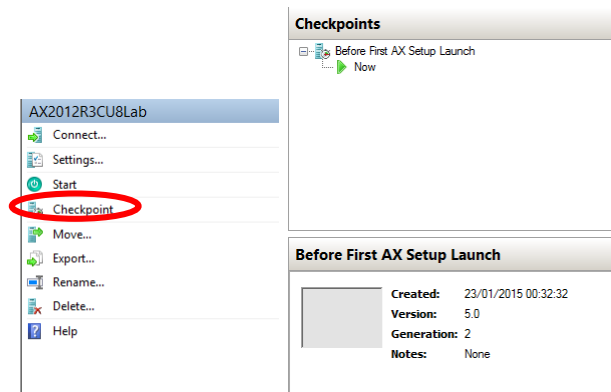 AX2012R3CU8Lab
Connect...
Settings...
Start
Checkpoint
Move...
Export...
Rename...
Delete...
Help
Checkpoints
Before First AX Setup Launch
Now
Before First AX Setup Launch
Created: 23/01/2015 00:32:32
Version: 5.0
Generation: 2
Notes: None